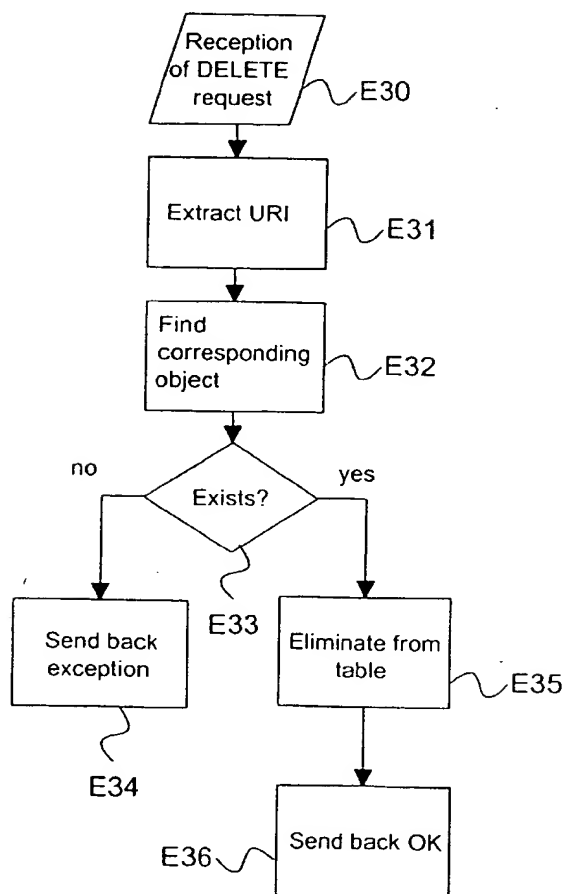 Reception
of DELETE
request
E30
Extract URI
E31
Find
corresponding
object
E32
no
yes
Exists?
E33
Send back
exception
E34
Eliminate from
table
E35
Send back OK
E36